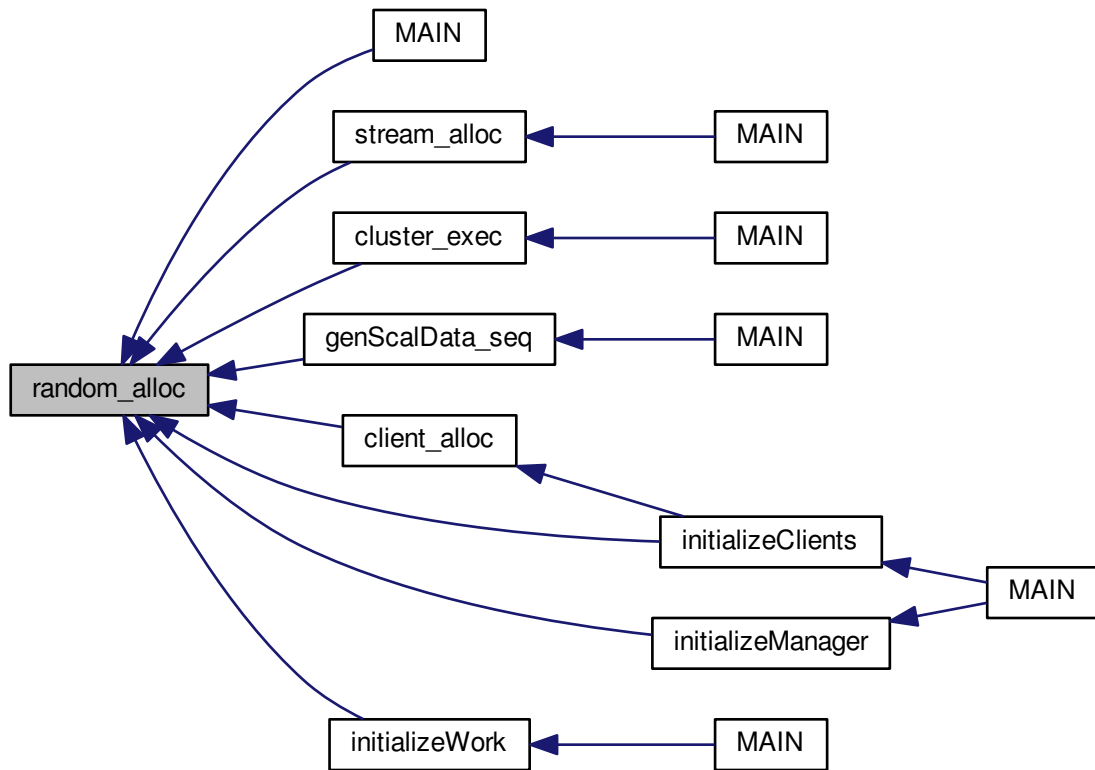 MAIN
stream_alloc
MAIN
cluster_exec
MAIN
genScalData_seq
MAIN
random_alloc
client_alloc
initializeClients
MAIN
initializeManager
initializeWork
MAIN